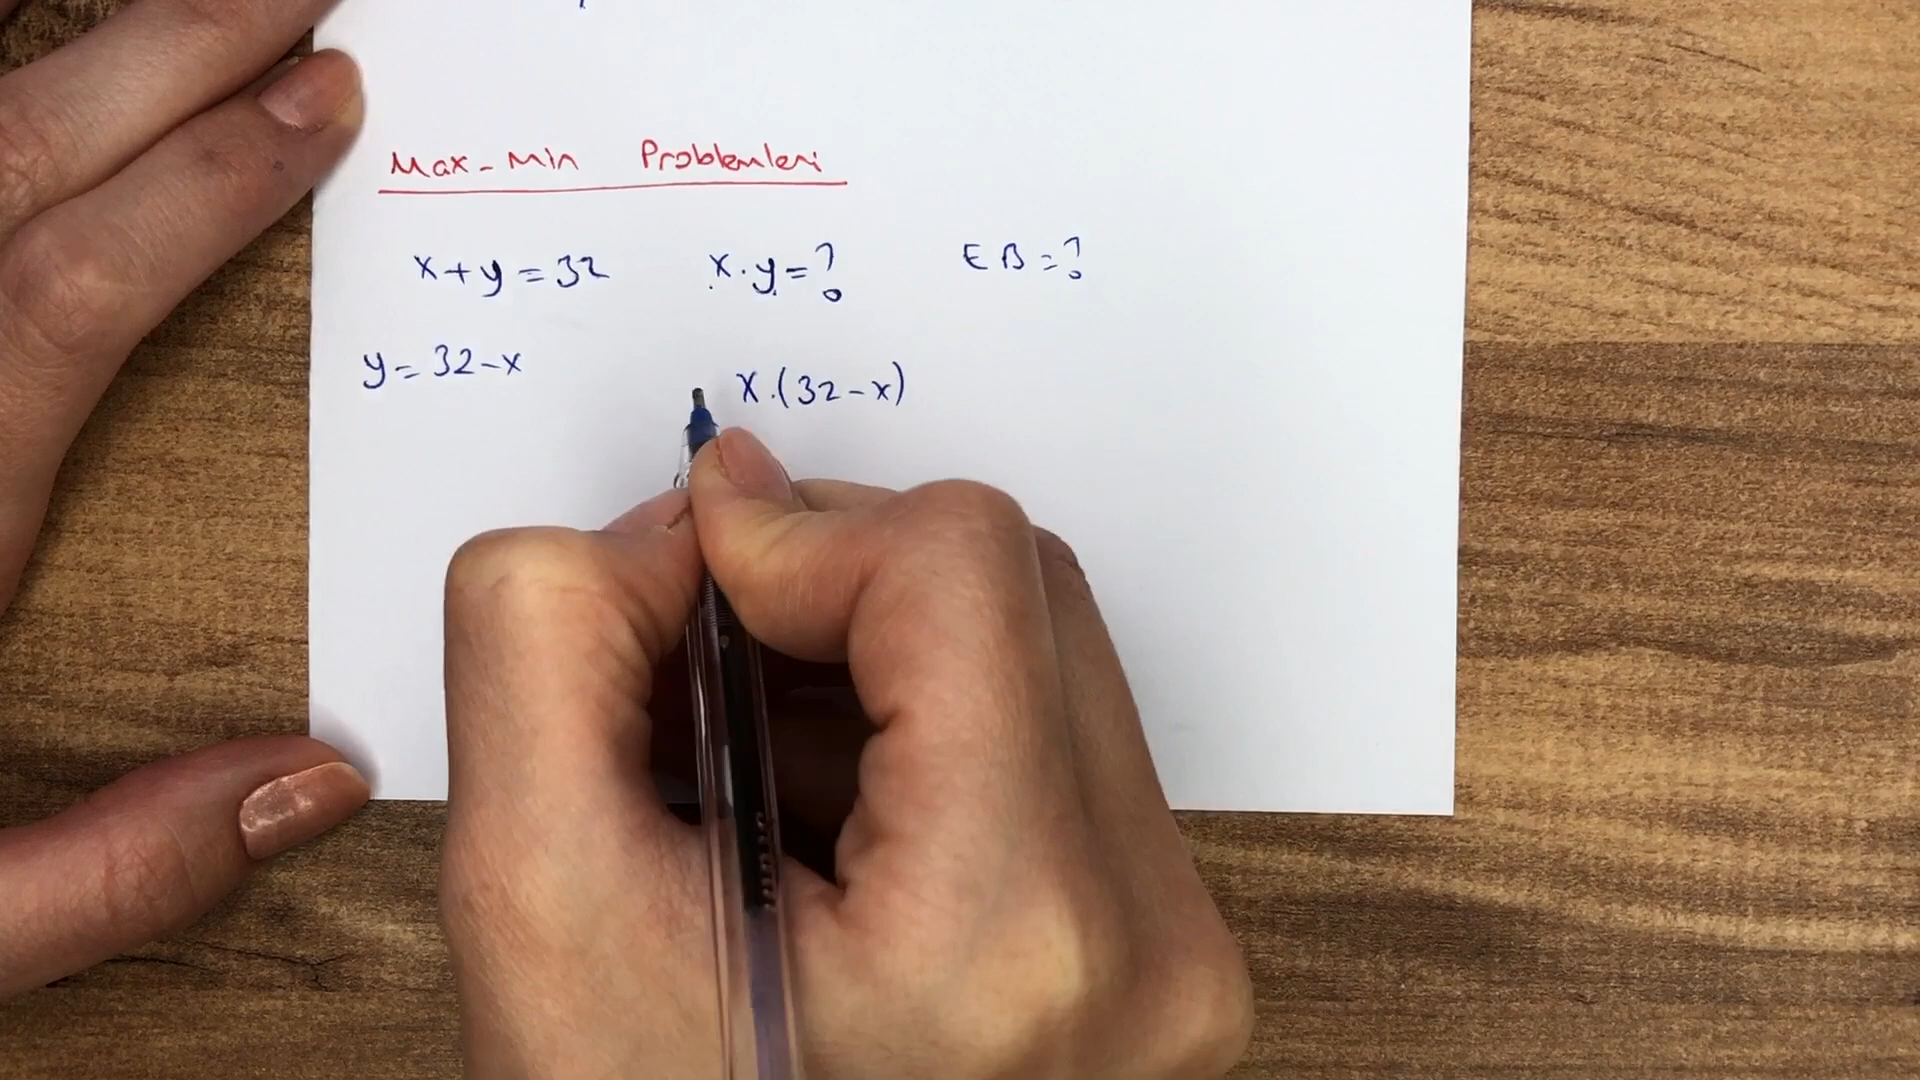 Max-Min Problemleri
x+y=32 x.y=? EB=?
y=32-x
x.(32-x)